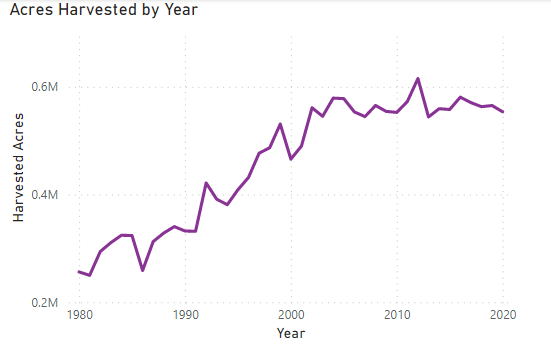 Acres Harvested by Year
Harvested Acres
0.6M
0.4M
0.2M
1980 1990 2000 2010 2020
Year